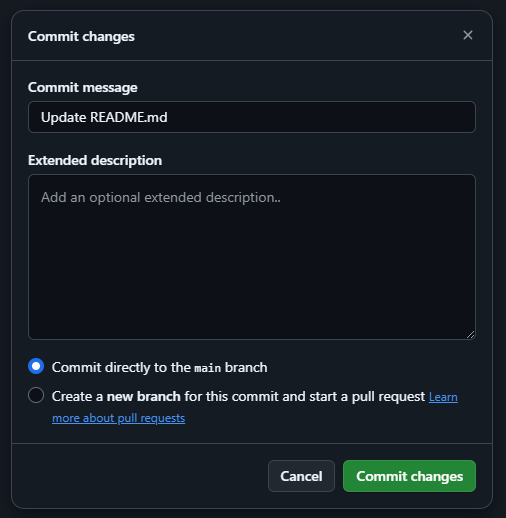 Commit changes
Commit message
Update README.md
Extended description
Add an optional extended description..
Commit directly to the main branch
Create a new branch for this commit and start a pull request Learn
more about pull requests
Cancel
Commit changes